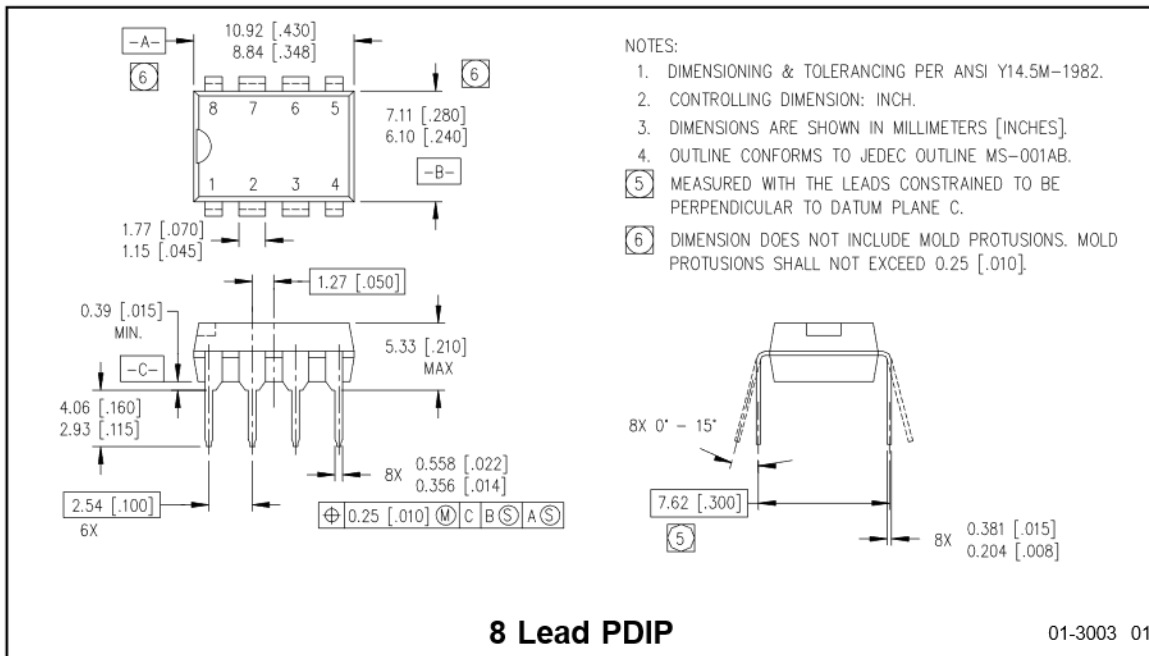 -A-
10.92 [.430]
8.84 [.348]
6
6
8 7 6 5
7.11 [.280]
6.10 [.240]
-B-
1 2 3 4
1.77 [.070]
1.15 [.045]
1.27 [.050]
0.39 [.015]
MIN.
5.33 [.210]
MAX
-C-
4.06 [.160]
2.93 [.115]
8X 0.558 [.022]
0.356 [.014]
2.54 [.100]
6X
⌖ 0.25 [.010] Ⓜ C B Ⓢ A Ⓢ
NOTES:
1. DIMENSIONING & TOLERANCING PER ANSI Y14.5M-1982.
2. CONTROLLING DIMENSION: INCH.
3. DIMENSIONS ARE SHOWN IN MILLIMETERS [INCHES].
4. OUTLINE CONFORMS TO JEDEC OUTLINE MS-001AB.
5 MEASURED WITH THE LEADS CONSTRAINED TO BE
PERPENDICULAR TO DATUM PLANE C.
6 DIMENSION DOES NOT INCLUDE MOLD PROTUSIONS. MOLD
PROTUSIONS SHALL NOT EXCEED 0.25 [.010].
8X 0° - 15°
7.62 [.300]
5
8X 0.381 [.015]
0.204 [.008]
8 Lead PDIP
01-3003 01